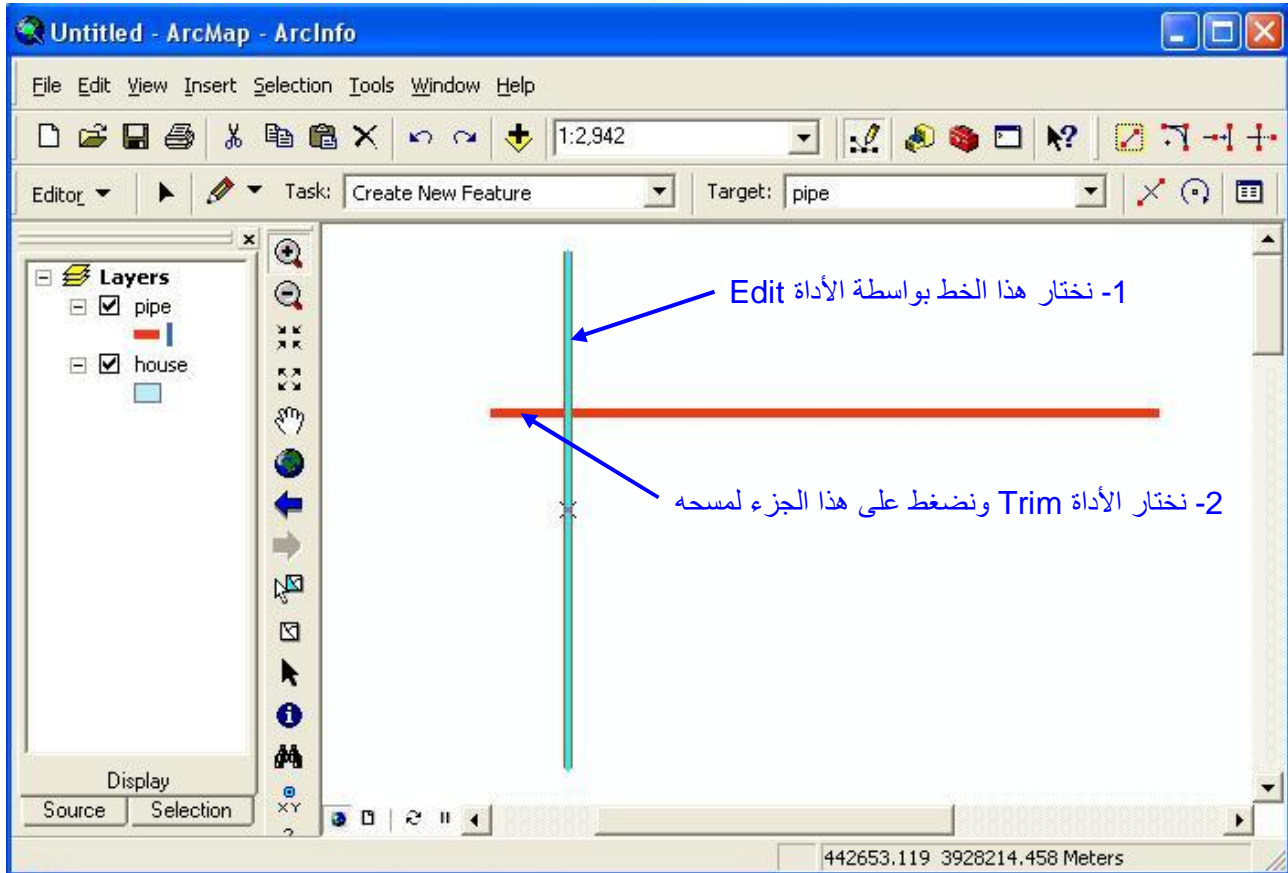 Untitled - ArcMap - ArcInfo
File Edit View Insert Selection Tools Window Help
1:2,942
Editor Task: Create New Feature Target: pipe
Layers
pipe
house
1- نختار هذا الخط بواسطة الأداة Edit
2- نختار الأداة Trim ونضغط على هذا الجزء لمسحه
XY
Display
Source Selection
442653.119 3928214.458 Meters